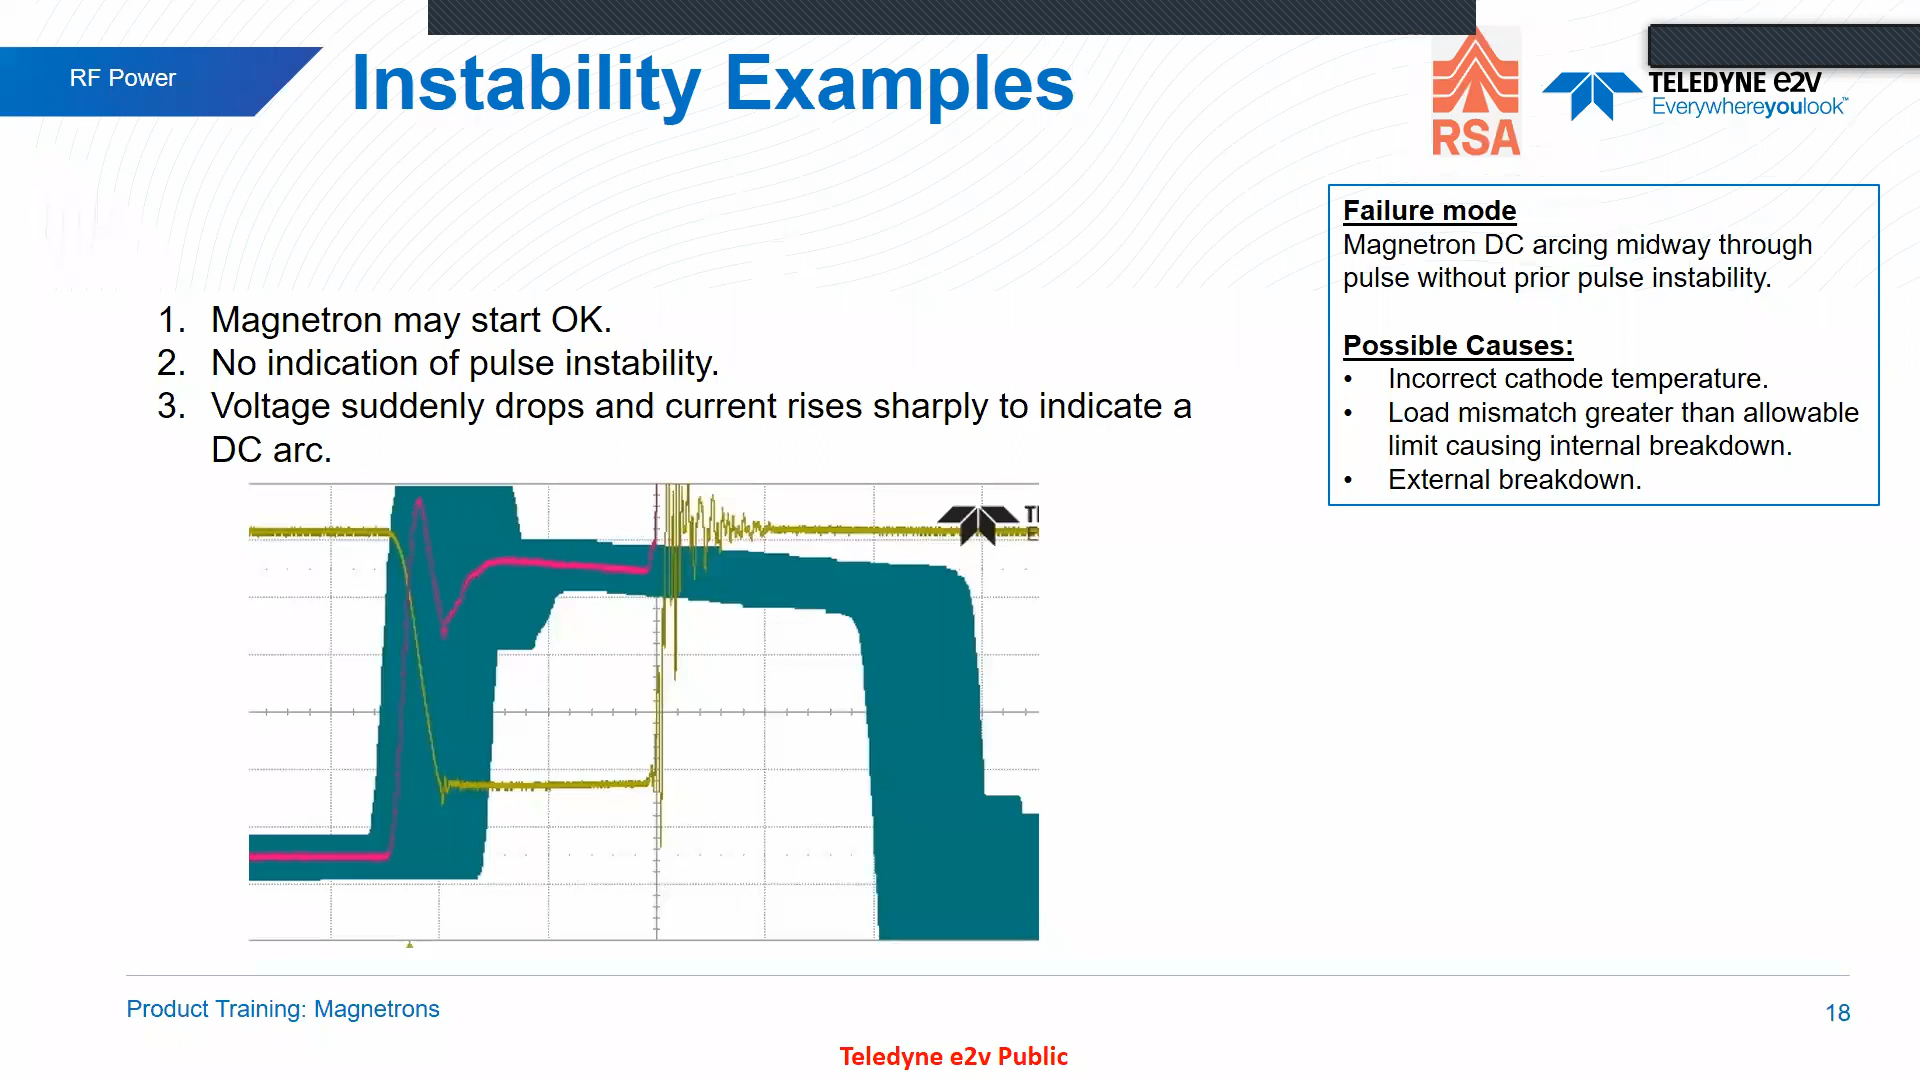 RF Power
Instability Examples
RSA
TELEDYNE e2v
Everywhereyoulook™
Failure mode
Magnetron DC arcing midway through
pulse without prior pulse instability.
Possible Causes:
• Incorrect cathode temperature.
• Load mismatch greater than allowable
limit causing internal breakdown.
• External breakdown.
1. Magnetron may start OK.
2. No indication of pulse instability.
3. Voltage suddenly drops and current rises sharply to indicate a
DC arc.
Product Training: Magnetrons
18
Teledyne e2v Public